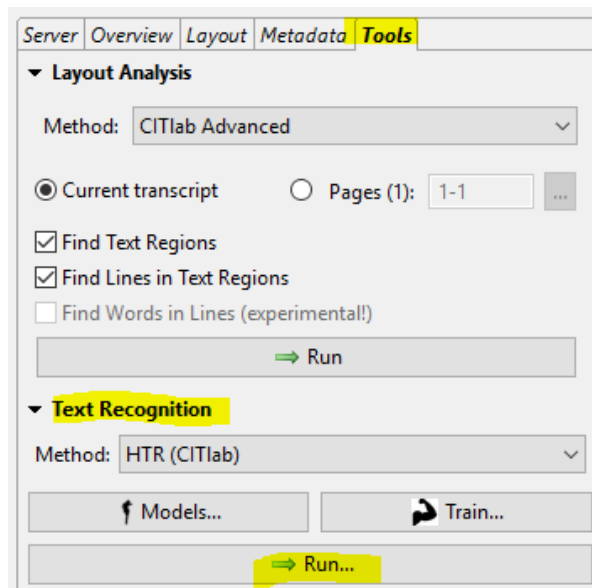 Server Overview Layout Metadata Tools
Layout Analysis
Method: CITlab Advanced
Current transcript Pages (1): 1-1 ...
Find Text Regions
Find Lines in Text Regions
Find Words in Lines (experimental!)
Run
Text Recognition
Method: HTR (CITlab)
Models... Train...
Run...